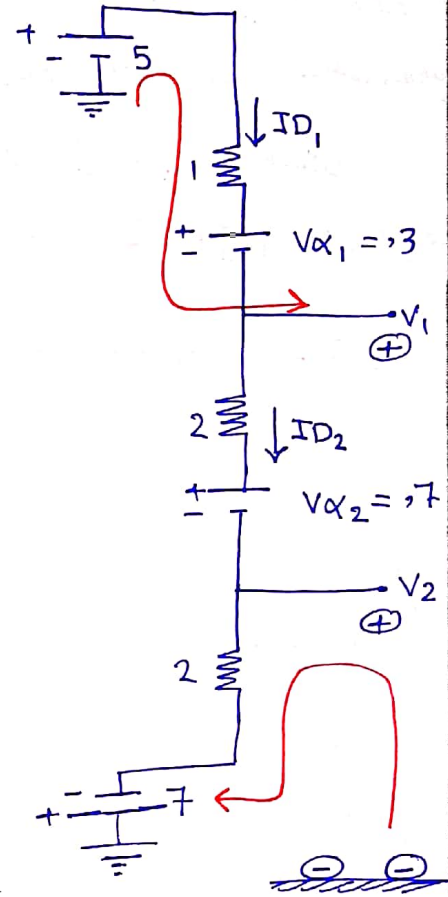 +
- 5
ID₁
1
+
-
Vα₁ = ,3
V₁
+
2
ID₂
+
-
Vα₂ = ,7
V2
+
2
-
+
7
- -